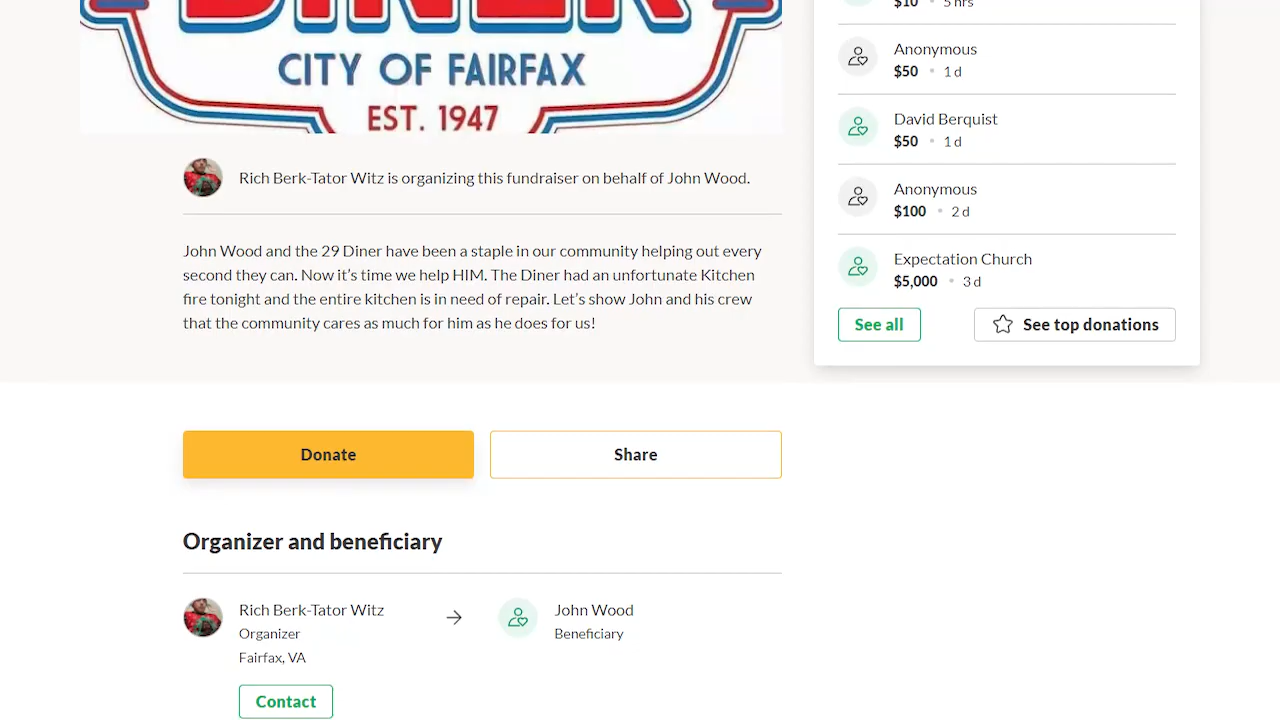 DINER
CITY OF FAIRFAX
EST. 1947
Rich Berk-Tator Witz is organizing this fundraiser on behalf of John Wood.
John Wood and the 29 Diner have been a staple in our community helping out every
second they can. Now it’s time we help HIM. The Diner had an unfortunate Kitchen
fire tonight and the entire kitchen is in need of repair. Let’s show John and his crew
that the community cares as much for him as he does for us!
Donate
Share
Organizer and beneficiary
Rich Berk-Tator Witz
Organizer
Fairfax, VA
Contact
John Wood
Beneficiary
$10 • 5 hrs
Anonymous
$50 • 1 d
David Berquist
$50 • 1 d
Anonymous
$100 • 2 d
Expectation Church
$5,000 • 3 d
See all
See top donations